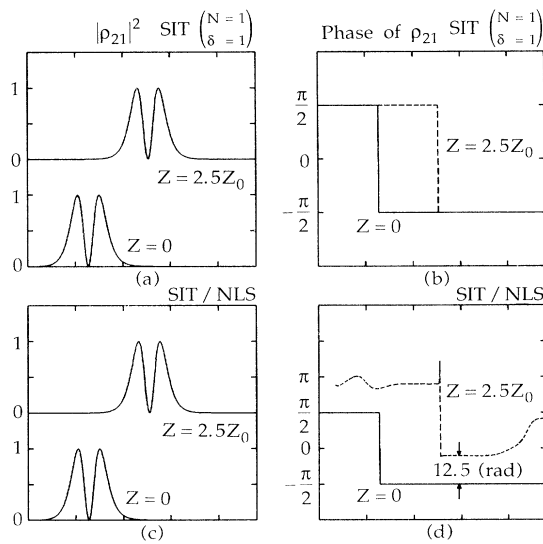 |ρ21|² SIT (N = 1
δ = 1)
1
0
Z = 2.5Z0
1
Z = 0
0
(a)
Phase of ρ21 SIT (N = 1
δ = 1)
π/2
0
Z = 2.5Z0
-π/2
Z = 0
(b)
SIT / NLS
1
0
Z = 2.5Z0
1
Z = 0
0
(c)
SIT / NLS
π
Z = 2.5Z0
π/2
0
12.5 (rad)
-π/2
Z = 0
(d)